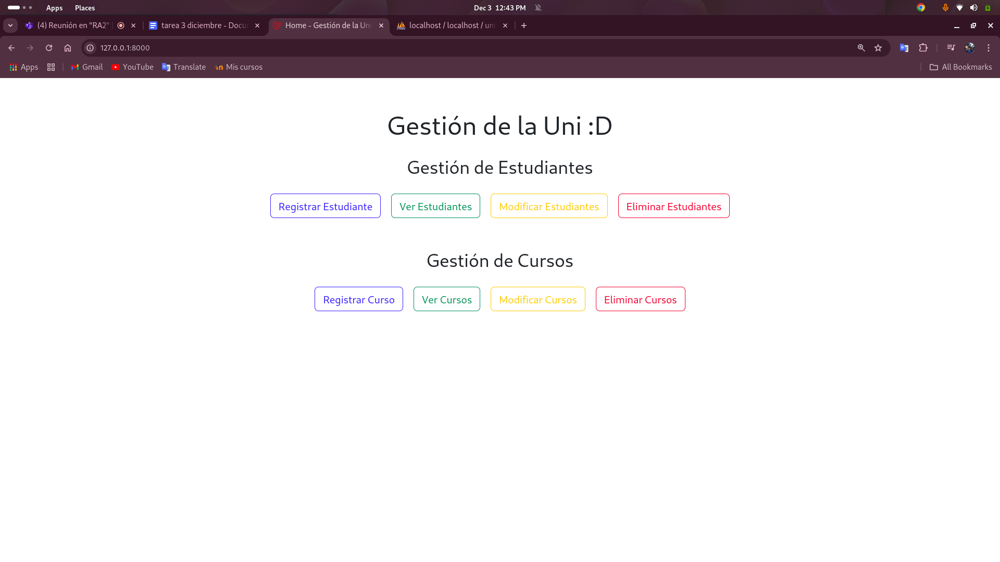 Apps Places Dec 3 12:43 PM
(4) Reunión en "RA2" tarea 3 diciembre - Docu Home - Gestión de la Uni localhost / localhost / uni
127.0.0.1:8000
Apps Gmail YouTube Translate Mis cursos All Bookmarks
Gestión de la Uni :D
Gestión de Estudiantes
Registrar Estudiante Ver Estudiantes Modificar Estudiantes Eliminar Estudiantes
Gestión de Cursos
Registrar Curso Ver Cursos Modificar Cursos Eliminar Cursos